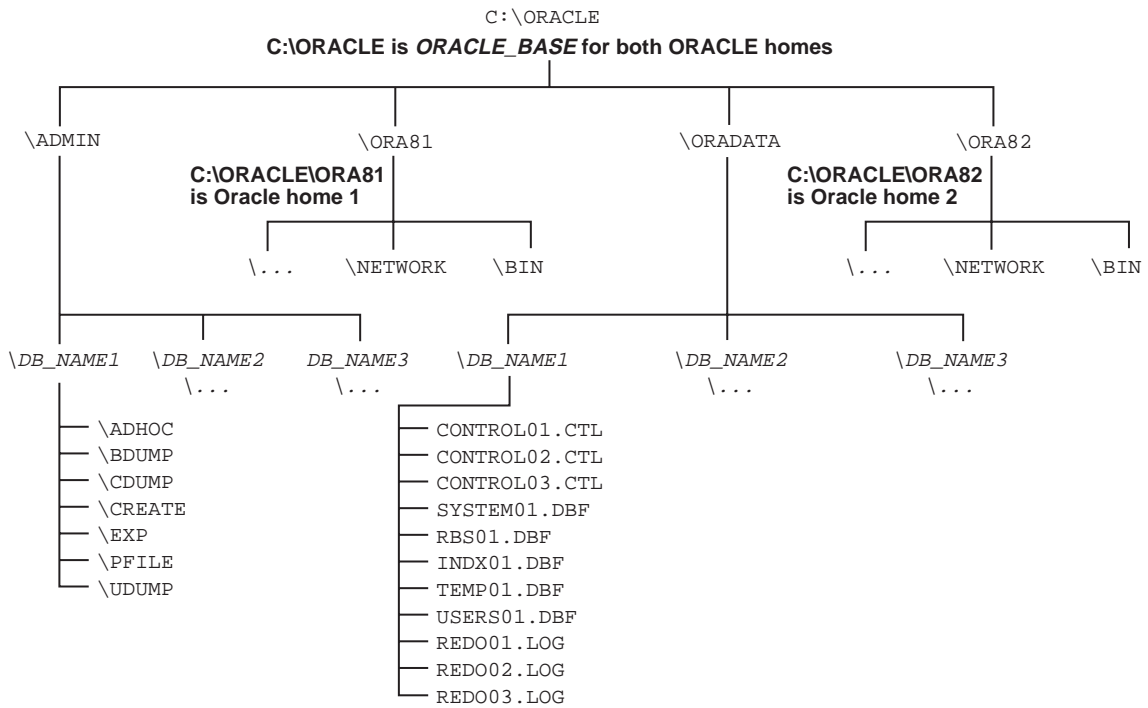 C:\ORACLE
C:\ORACLE is ORACLE_BASE for both ORACLE homes
\ADMIN
\ORA81
\ORADATA
\ORA82
C:\ORACLE\ORA81
is Oracle home 1
C:\ORACLE\ORA82
is Oracle home 2
\...
\NETWORK
\BIN
\...
\NETWORK
\BIN
\DB_NAME1
\DB_NAME2
\...
DB_NAME3
\...
\DB_NAME1
\DB_NAME2
\...
\DB_NAME3
\...
\ADHOC
\BDUMP
\CDUMP
\CREATE
\EXP
\PFILE
\UDUMP
CONTROL01.CTL
CONTROL02.CTL
CONTROL03.CTL
SYSTEM01.DBF
RBS01.DBF
INDX01.DBF
TEMP01.DBF
USERS01.DBF
REDO01.LOG
REDO02.LOG
REDO03.LOG